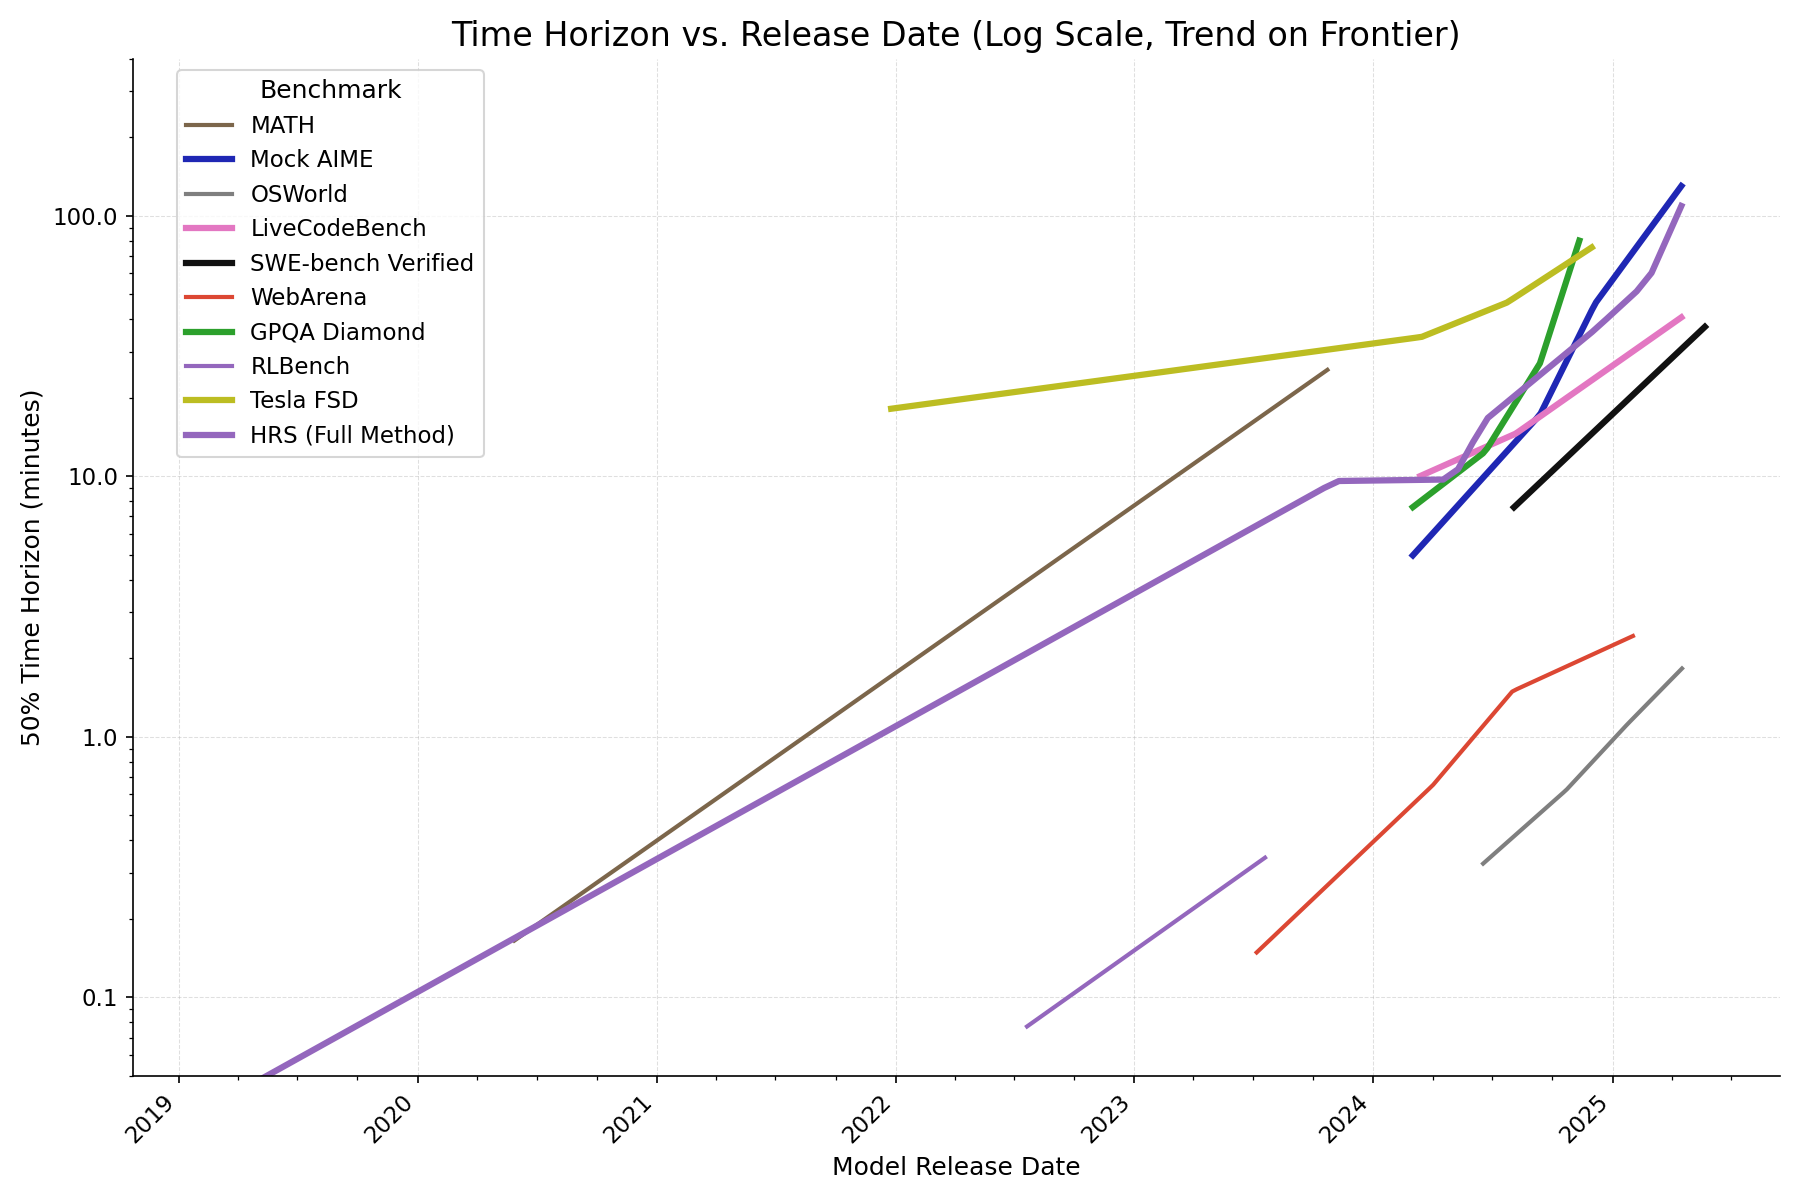 Time Horizon vs. Release Date (Log Scale, Trend on Frontier)
Benchmark
MATH
Mock AIME
OSWorld
LiveCodeBench
SWE-bench Verified
WebArena
GPQA Diamond
RLBench
Tesla FSD
HRS (Full Method)
50% Time Horizon (minutes)
100.0
10.0
1.0
0.1
2019
2020
2021
2022
2023
2024
2025
Model Release Date